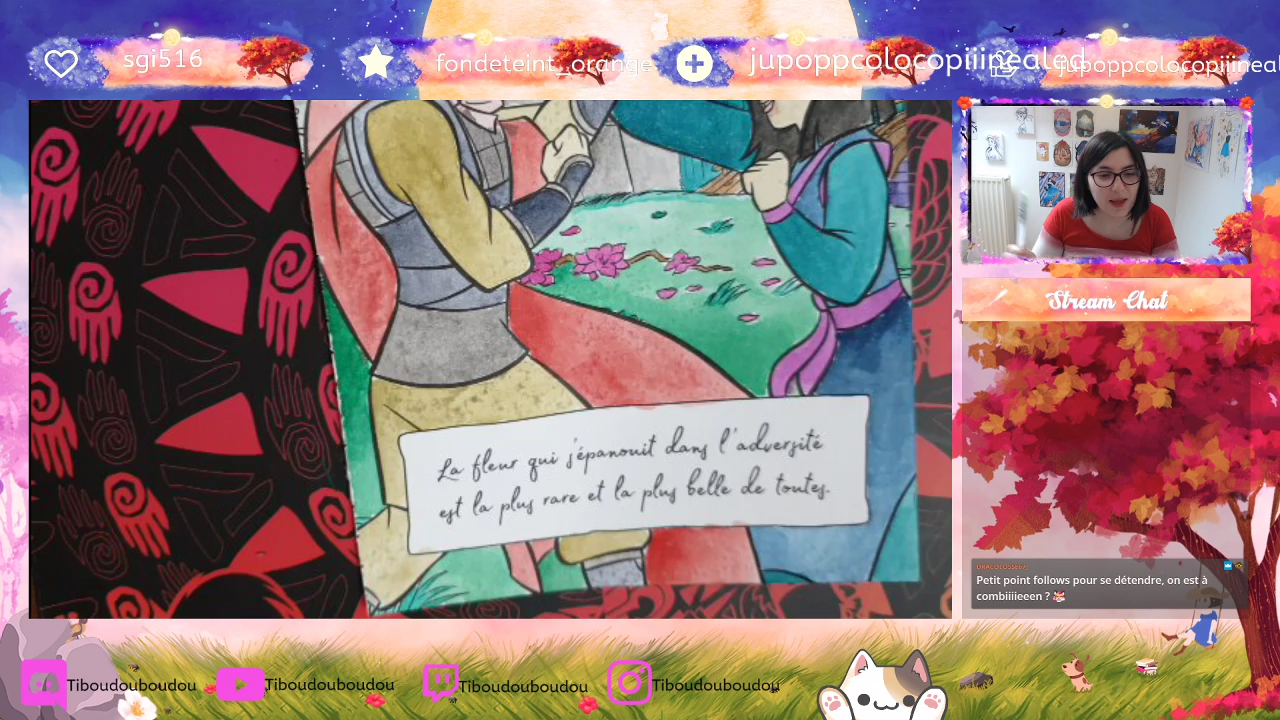 sgi516
fondeteint_orange
jupoppcolocopiiinealed
jupoppcolocopiiineal
Stream Chat
La fleur qui s'épanouit dans l'adversité
est la plus rare et la plus belle de toutes.
Petit point follows pour se détendre, on est à
combiiiieeen ?
Tiboudouboudou
Tiboudouboudou
Tiboudouboudou
Tiboudouboudou